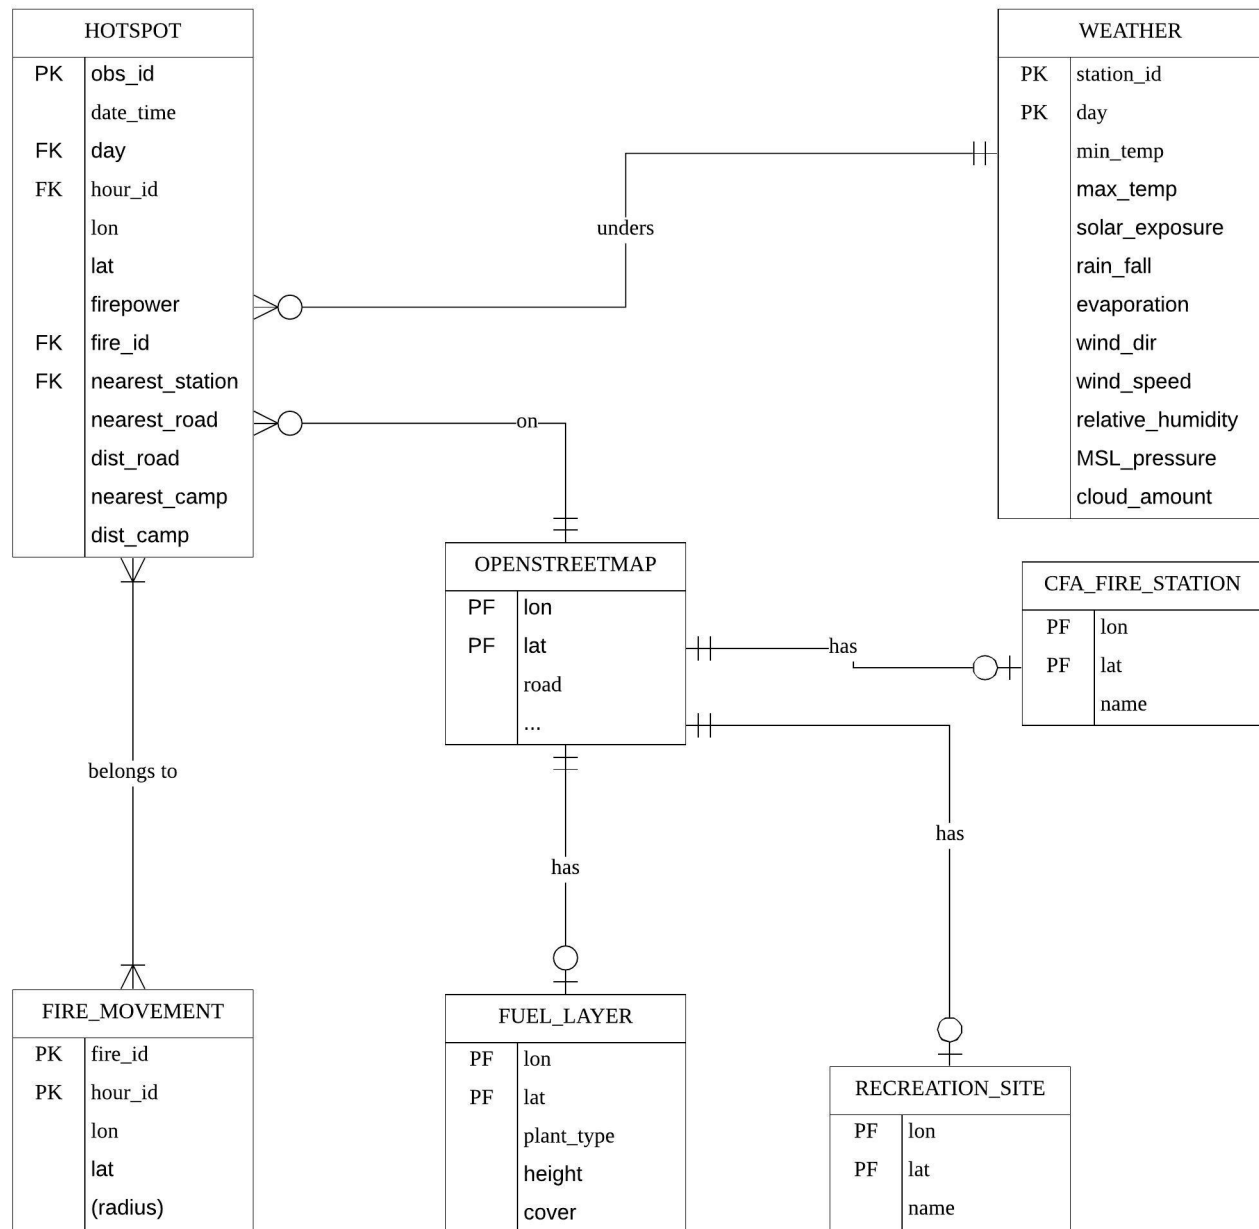 HOTSPOT
PK obs_id
date_time
FK day
FK hour_id
lon
lat
firepower
FK fire_id
FK nearest_station
nearest_road
dist_road
nearest_camp
dist_camp
WEATHER
PK station_id
PK day
min_temp
max_temp
solar_exposure
rain_fall
evaporation
wind_dir
wind_speed
relative_humidity
MSL_pressure
cloud_amount
unders
on
OPENSTREETMAP
PF lon
PF lat
road
...
has
CFA_FIRE_STATION
PF lon
PF lat
name
belongs to
has
has
FIRE_MOVEMENT
PK fire_id
PK hour_id
lon
lat
(radius)
FUEL_LAYER
PF lon
PF lat
plant_type
height
cover
RECREATION_SITE
PF lon
PF lat
name